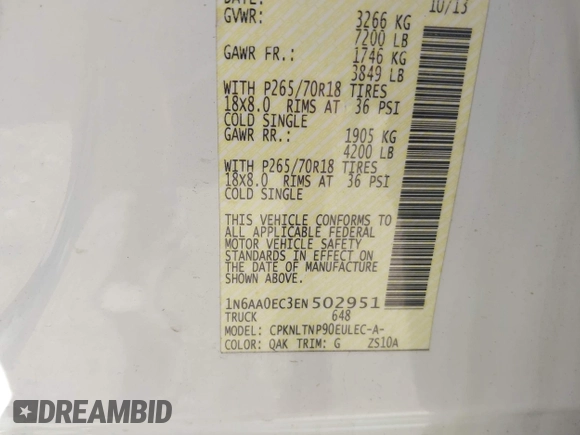 DATE: 10/13
GVWR: 3266 KG
7200 LB
GAWR FR.: 1746 KG
3849 LB
WITH P265/70R18 TIRES
18X8.0 RIMS AT 36 PSI
COLD SINGLE
GAWR RR.: 1905 KG
4200 LB
WITH P265/70R18 TIRES
18X8.0 RIMS AT 36 PSI
COLD SINGLE
THIS VEHICLE CONFORMS TO
ALL APPLICABLE FEDERAL
MOTOR VEHICLE SAFETY
STANDARDS IN EFFECT ON
THE DATE OF MANUFACTURE
SHOWN ABOVE.
1N6AA0EC3EN502951
TRUCK 648
MODEL: CPKNLTNP90EULEC-A-
COLOR: QAK TRIM: G ZS10A
DREAMBID